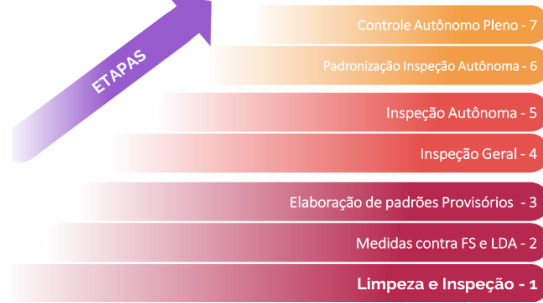 Controle Autônomo Pleno - 7
Padronização Inspeção Autônoma - 6
ETAPAS
Inspeção Autônoma - 5
Inspeção Geral - 4
Elaboração de padrões Provisórios - 3
Medidas contra FS e LDA - 2
Limpeza e Inspeção - 1